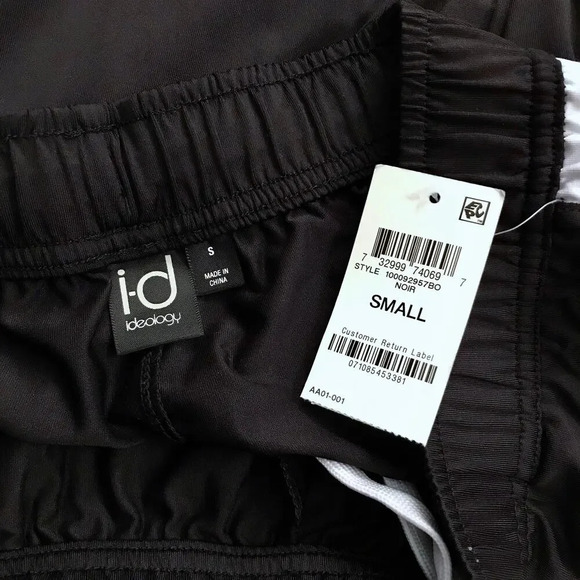 i-d
ideology
S
MADE IN
CHINA
7 32999 74069 7
STYLE 100092957BO
NOIR
SMALL
Customer Return Label
071085453381
AA01-001